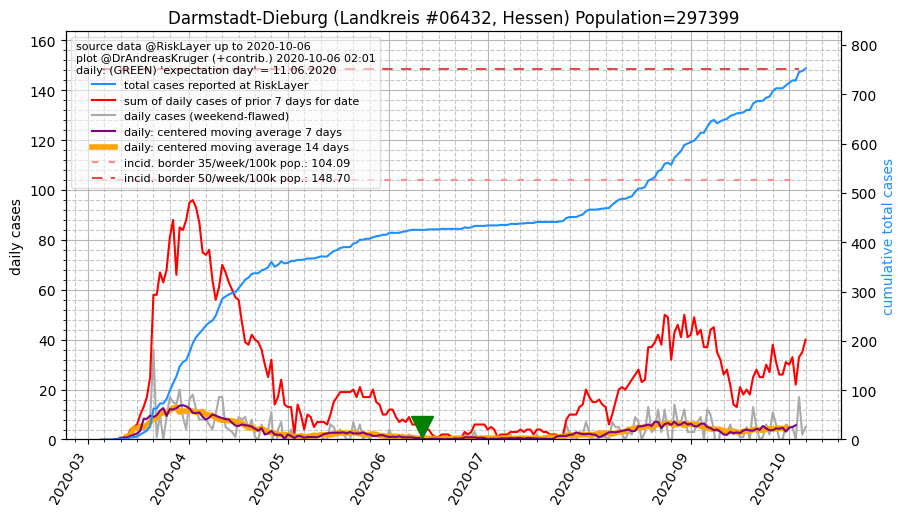 Darmstadt-Dieburg (Landkreis #06432, Hessen) Population=297399
source data @RiskLayer up to 2020-10-06
plot @DrAndreasKruger (+contrib.) 2020-10-06 02:01
daily: (GREEN) 'expectation day' = 11.06.2020
total cases reported at RiskLayer
sum of daily cases of prior 7 days for date
daily cases (weekend-flawed)
daily: centered moving average 7 days
daily: centered moving average 14 days
incid. border 35/week/100k pop.: 104.09
incid. border 50/week/100k pop.: 148.70
daily cases
160
140
120
100
80
60
40
20
0
800
700
600
500
400
300
200
100
0
cumulative total cases
2020-03
2020-04
2020-05
2020-06
2020-07
2020-08
2020-09
2020-10